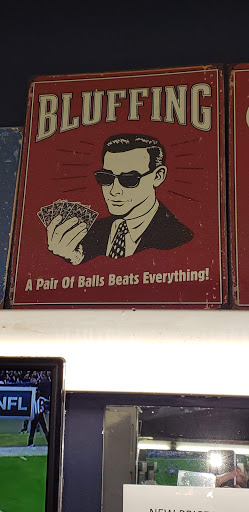 BLUFFING
A Pair Of Balls Beats Everything!
NFL